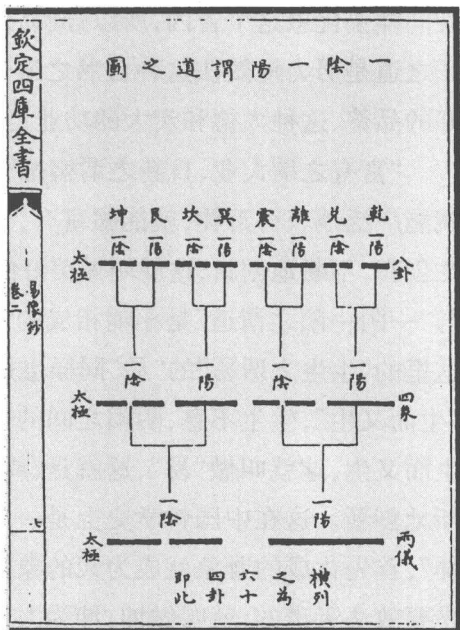 陰陽謂道之圖
乾 兌 離 震 巽 坎 艮 坤
一陽 一陰 一陽 一陰 一陽 一陰 一陽 一陰
八卦
太極
一陽 一陰 一陽 一陰
四象
太極
一陽 一陰
兩儀
太極
橫列
之為
六十
四卦
即此
欽定四庫全書
易像鈔
卷二
七